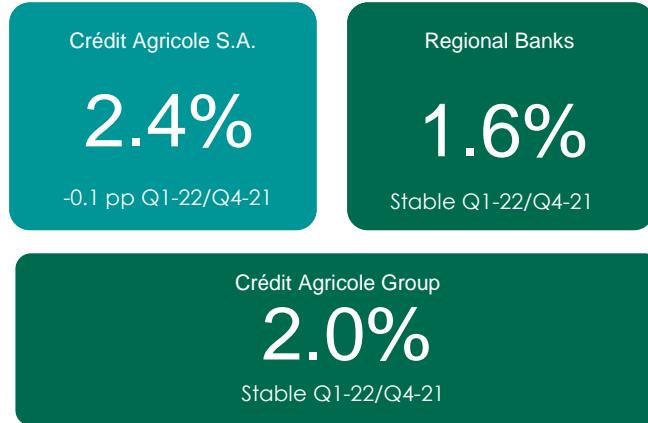 Crédit Agricole S.A.
2.4%
-0.1 pp Q1-22/Q4-21
Regional Banks
1.6%
Stable Q1-22/Q4-21
Crédit Agricole Group
2.0%
Stable Q1-22/Q4-21